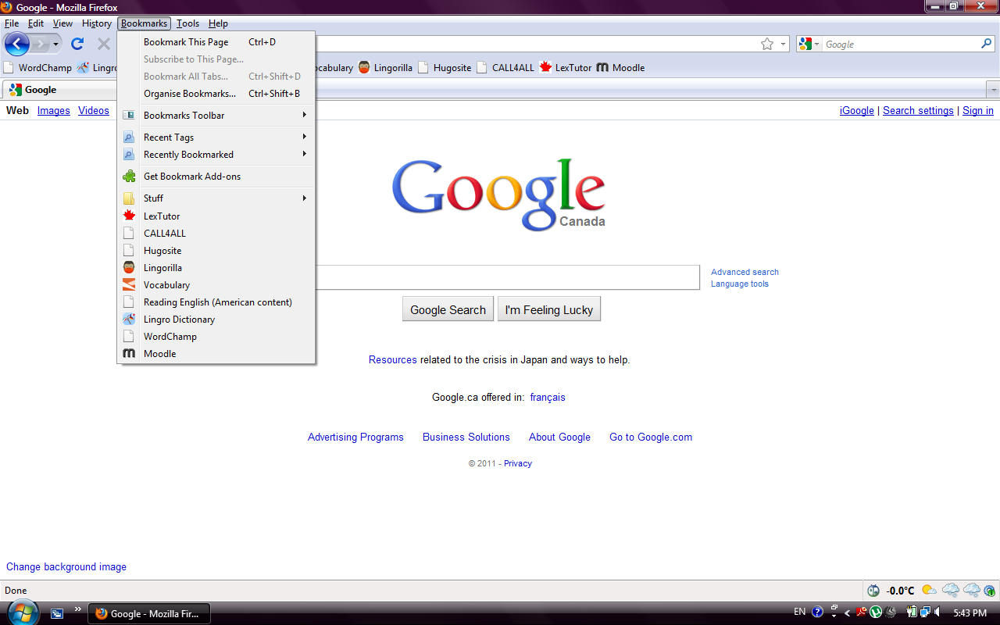 Google - Mozilla Firefox
File Edit View History Bookmarks Tools Help
Google
WordChamp Lingr ocabulary Lingorilla Hugosite CALL4ALL LexTutor Moodle
Google
Bookmark This Page Ctrl+D
Subscribe to This Page...
Bookmark All Tabs... Ctrl+Shift+D
Organise Bookmarks... Ctrl+Shift+B
Bookmarks Toolbar
Recent Tags
Recently Bookmarked
Get Bookmark Add-ons
Stuff
LexTutor
CALL4ALL
Hugosite
Lingorilla
Vocabulary
Reading English (American content)
Lingro Dictionary
WordChamp
Moodle
Web Images Videos
iGoogle | Search settings | Sign in
Google
Canada
Advanced search
Language tools
Google Search I'm Feeling Lucky
Resources related to the crisis in Japan and ways to help.
Google.ca offered in: français
Advertising Programs Business Solutions About Google Go to Google.com
© 2011 - Privacy
Change background image
Done
-0.0°C
Google - Mozilla Fir...
EN
5:43 PM